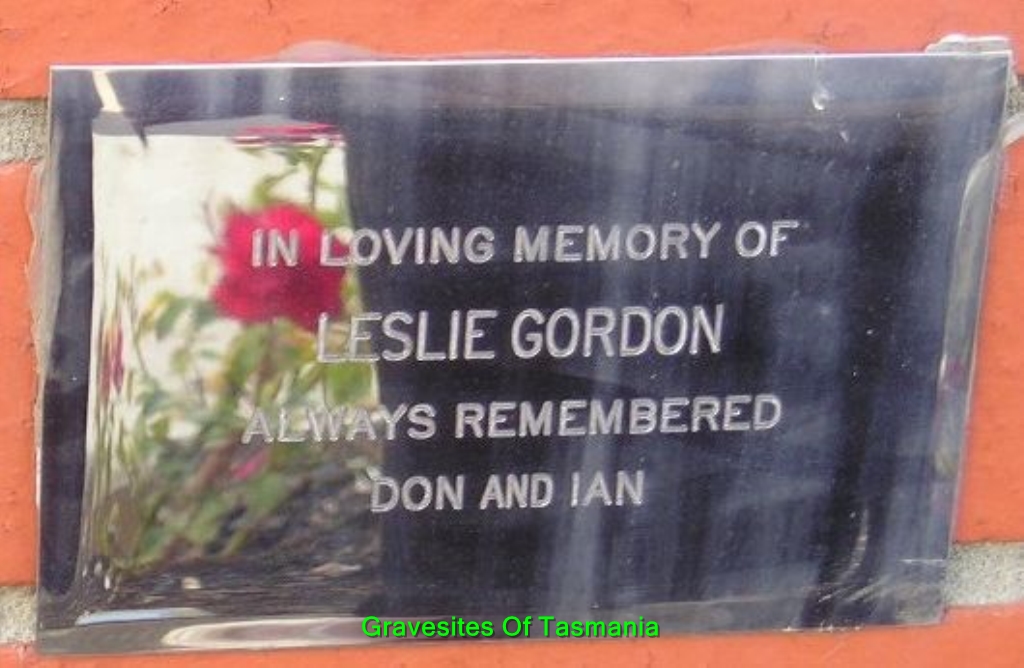 IN LOVING MEMORY OF
LESLIE GORDON
ALWAYS REMEMBERED
DON AND IAN
Gravesites Of Tasmania